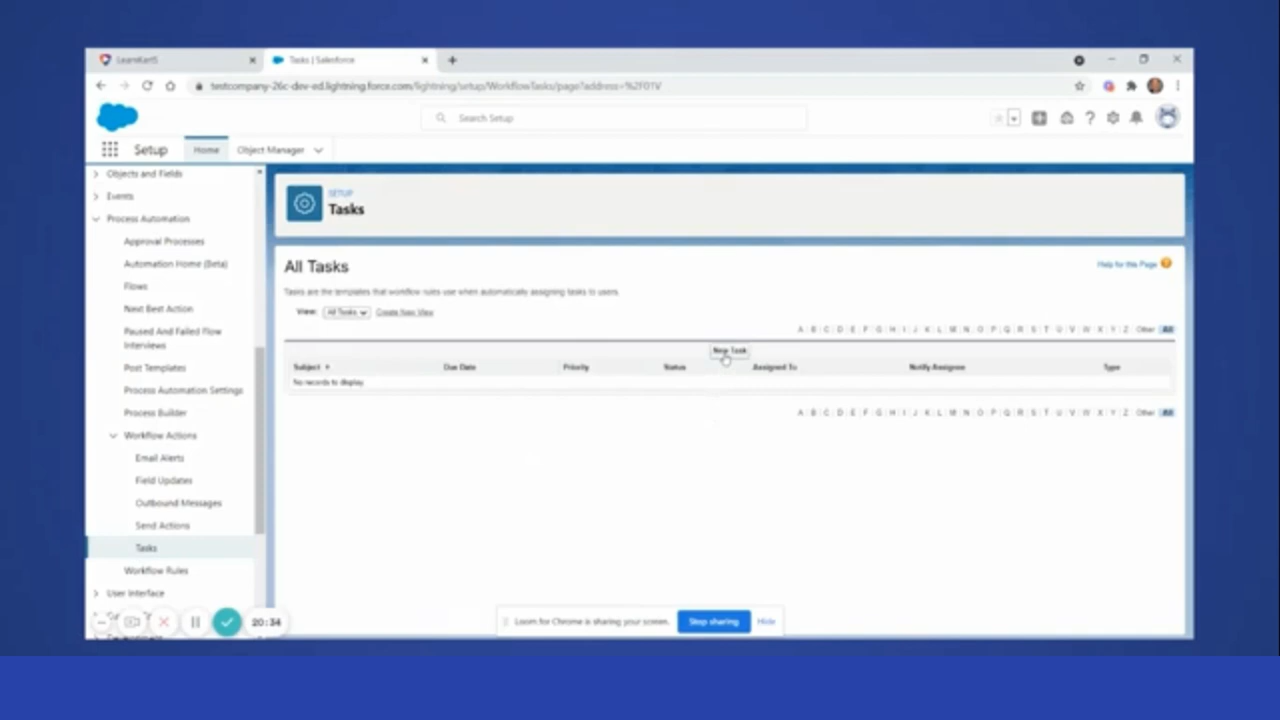 LearnKartS
Tasks | Salesforce
testcompany-26c-dev-ed.lightning.force.com/lightning/setup/WorkflowTasks/page?address=%2F01V
Search Setup
Setup
Home
Object Manager
Objects and Fields
Events
Process Automation
Approval Processes
Automation Home (Beta)
Flows
Next Best Action
Paused And Failed Flow
Interviews
Post Templates
Process Automation Settings
Process Builder
Workflow Actions
Email Alerts
Field Updates
Outbound Messages
Send Actions
Tasks
Workflow Rules
User Interface
20:34
SETUP
Tasks
All Tasks
Help for this Page
Tasks are the templates that workflow rules use when automatically assigning tasks to users.
View: All Tasks Create New View
A B C D E F G H I J K L M N O P Q R S T U V W X Y Z Other All
New Task
Subject Due Date Priority Status Assigned To Notify Assignee Type
No records to display.
A B C D E F G H I J K L M N O P Q R S T U V W X Y Z Other All
Loom for Chrome is sharing your screen. Stop sharing Hide